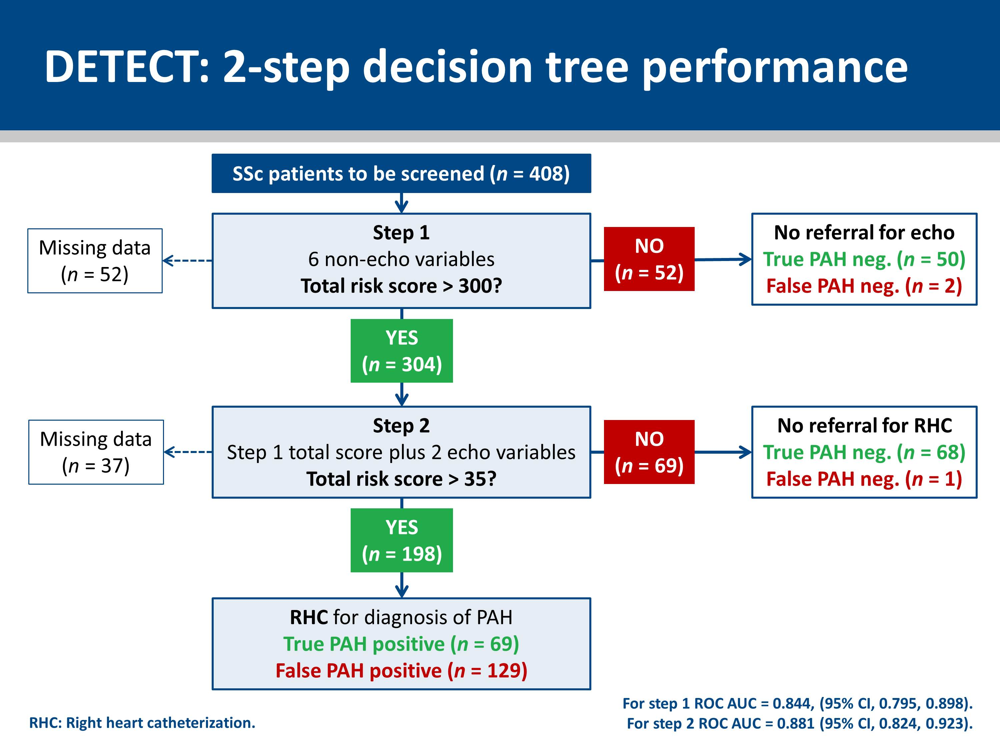 DETECT: 2-step decision tree performance
SSc patients to be screened (n = 408)
Step 1
6 non-echo variables
Total risk score > 300?
Missing data
(n = 52)
NO
(n = 52)
No referral for echo
True PAH neg. (n = 50)
False PAH neg. (n = 2)
YES
(n = 304)
Step 2
Step 1 total score plus 2 echo variables
Total risk score > 35?
Missing data
(n = 37)
NO
(n = 69)
No referral for RHC
True PAH neg. (n = 68)
False PAH neg. (n = 1)
YES
(n = 198)
RHC for diagnosis of PAH
True PAH positive (n = 69)
False PAH positive (n = 129)
For step 1 ROC AUC = 0.844, (95% CI, 0.795, 0.898).
For step 2 ROC AUC = 0.881 (95% CI, 0.824, 0.923).
RHC: Right heart catheterization.